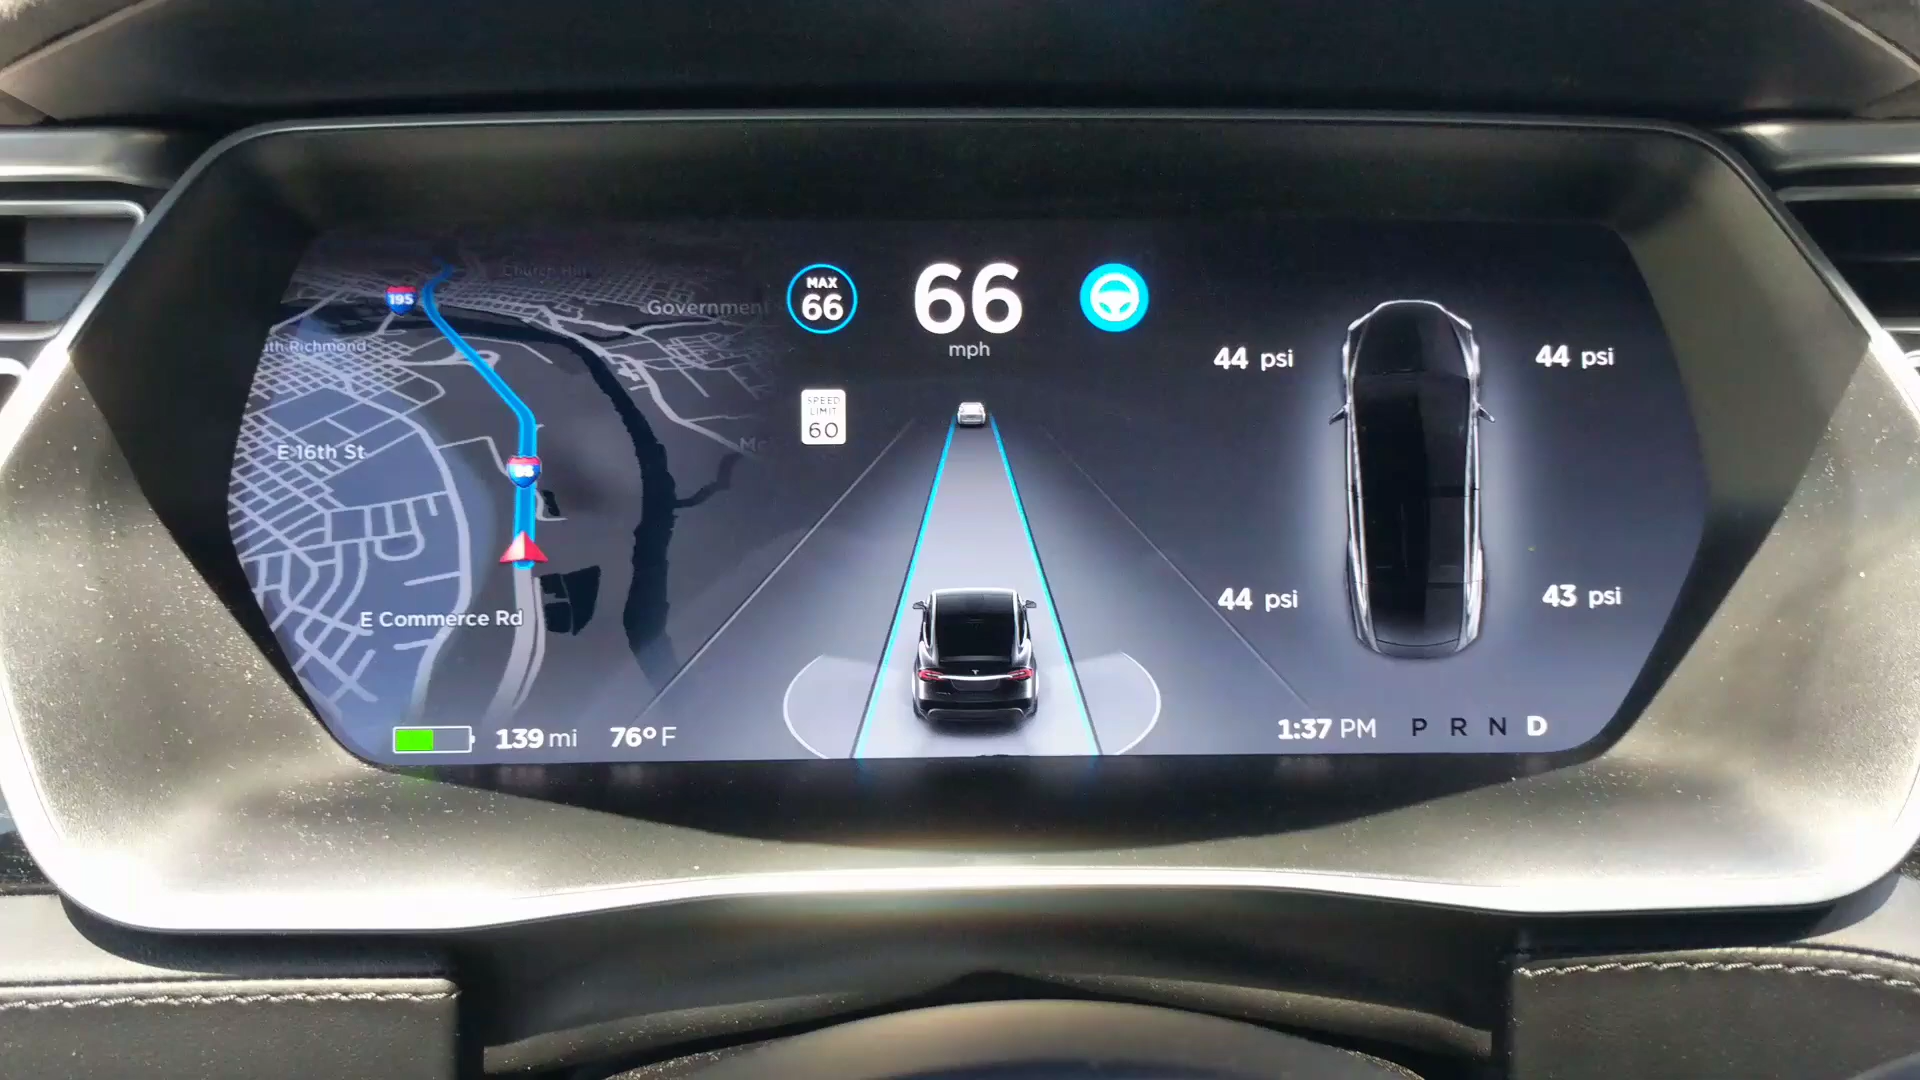 Church Hill
195
Government
th Richmond
E 16th St
95
E Commerce Rd
139 mi
76° F
MAX
66
66
mph
SPEED
LIMIT
60
44 psi
44 psi
44 psi
43 psi
1:37 PM
P R N D